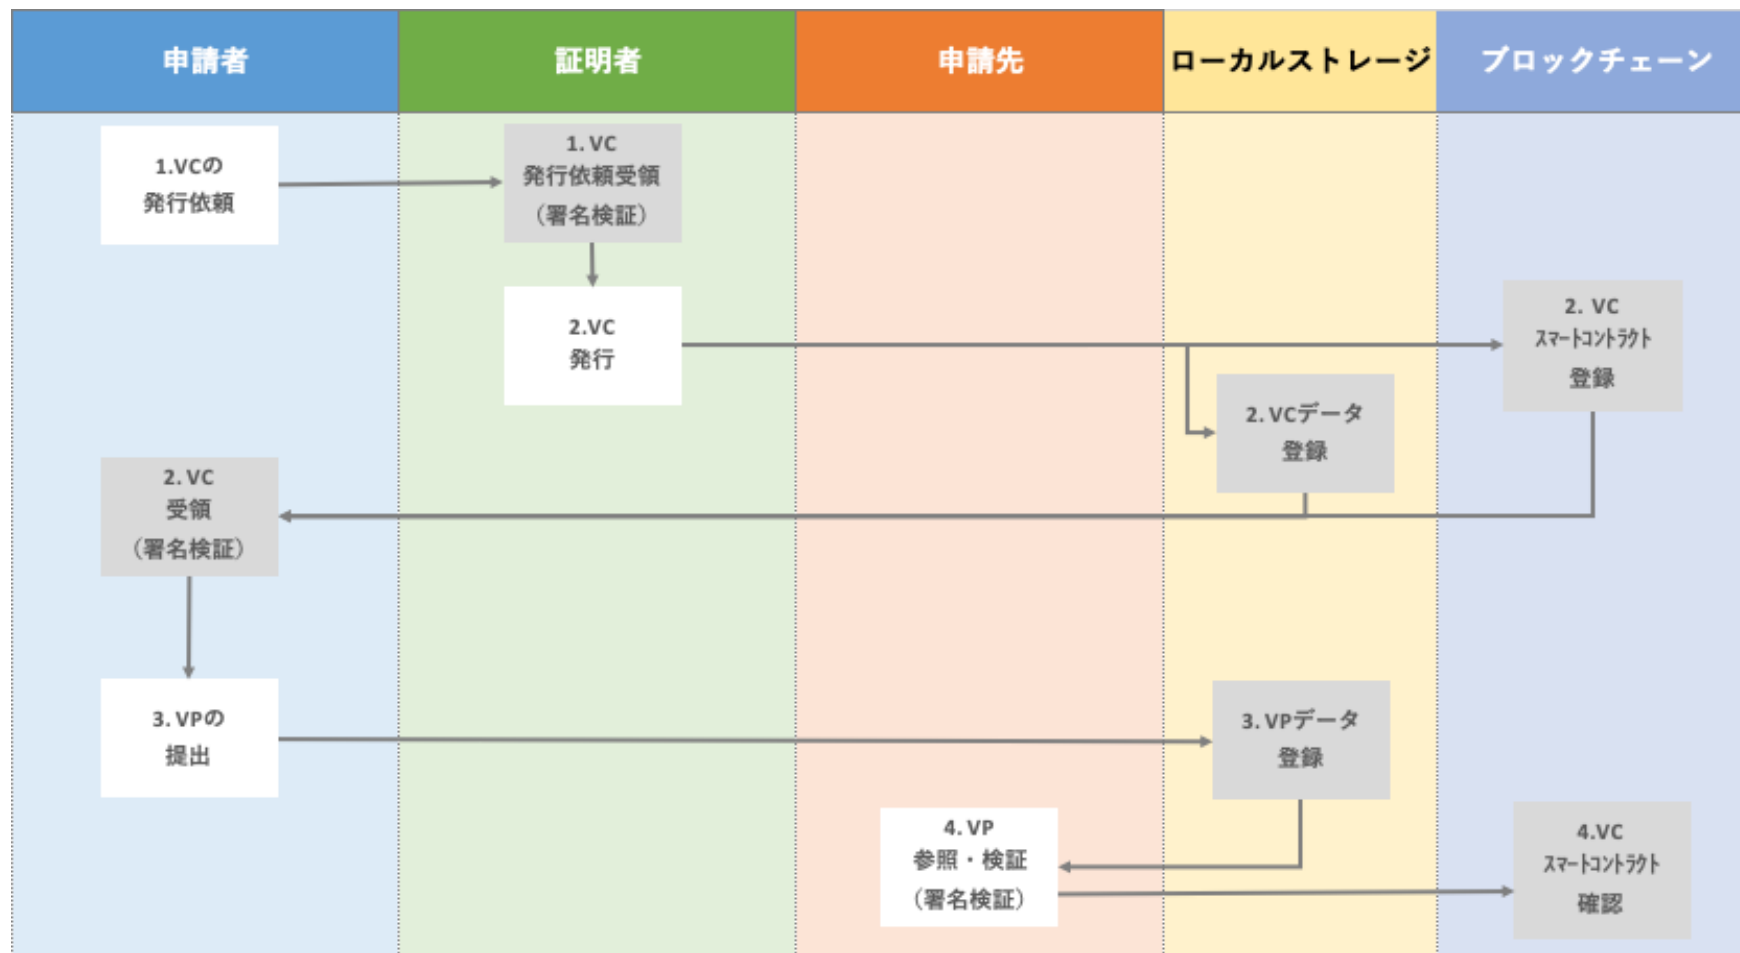 申請者
証明者
申請先
ローカルストレージ
ブロックチェーン
1.VCの
発行依頼
1. VC
発行依頼受領
（署名検証）
2.VC
発行
2. VC
ｽﾏｰﾄｺﾝﾄﾗｸﾄ
登録
2. VCデータ
登録
2. VC
受領
（署名検証）
3. VPの
提出
3. VPデータ
登録
4. VP
参照・検証
（署名検証）
4.VC
ｽﾏｰﾄｺﾝﾄﾗｸﾄ
確認